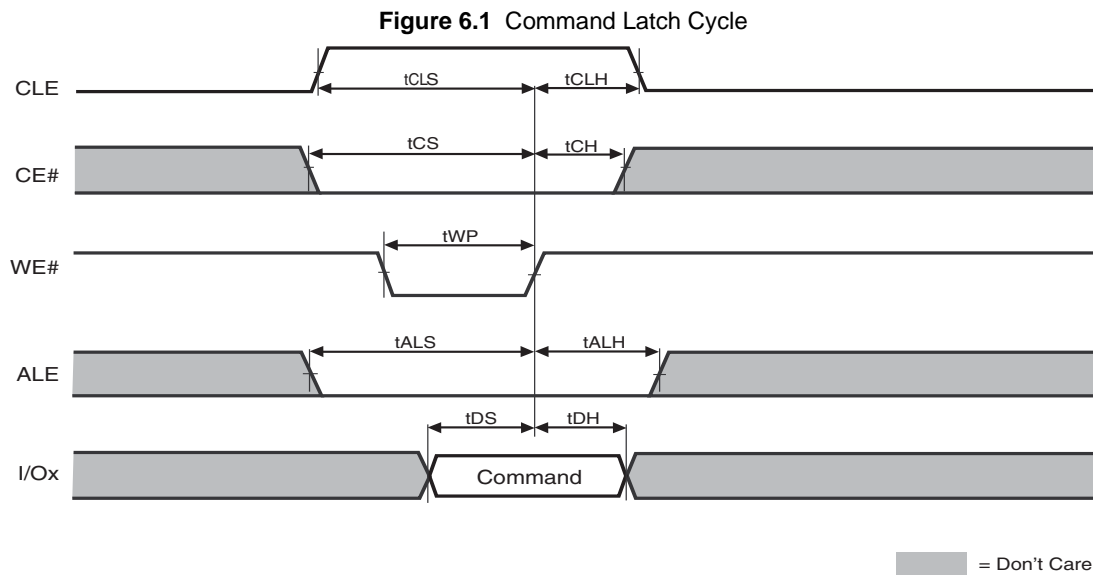 Figure 6.1 Command Latch Cycle
CLE
tCLS
tCLH
CE#
tCS
tCH
WE#
tWP
ALE
tALS
tALH
I/Ox
tDS
tDH
Command
= Don't Care